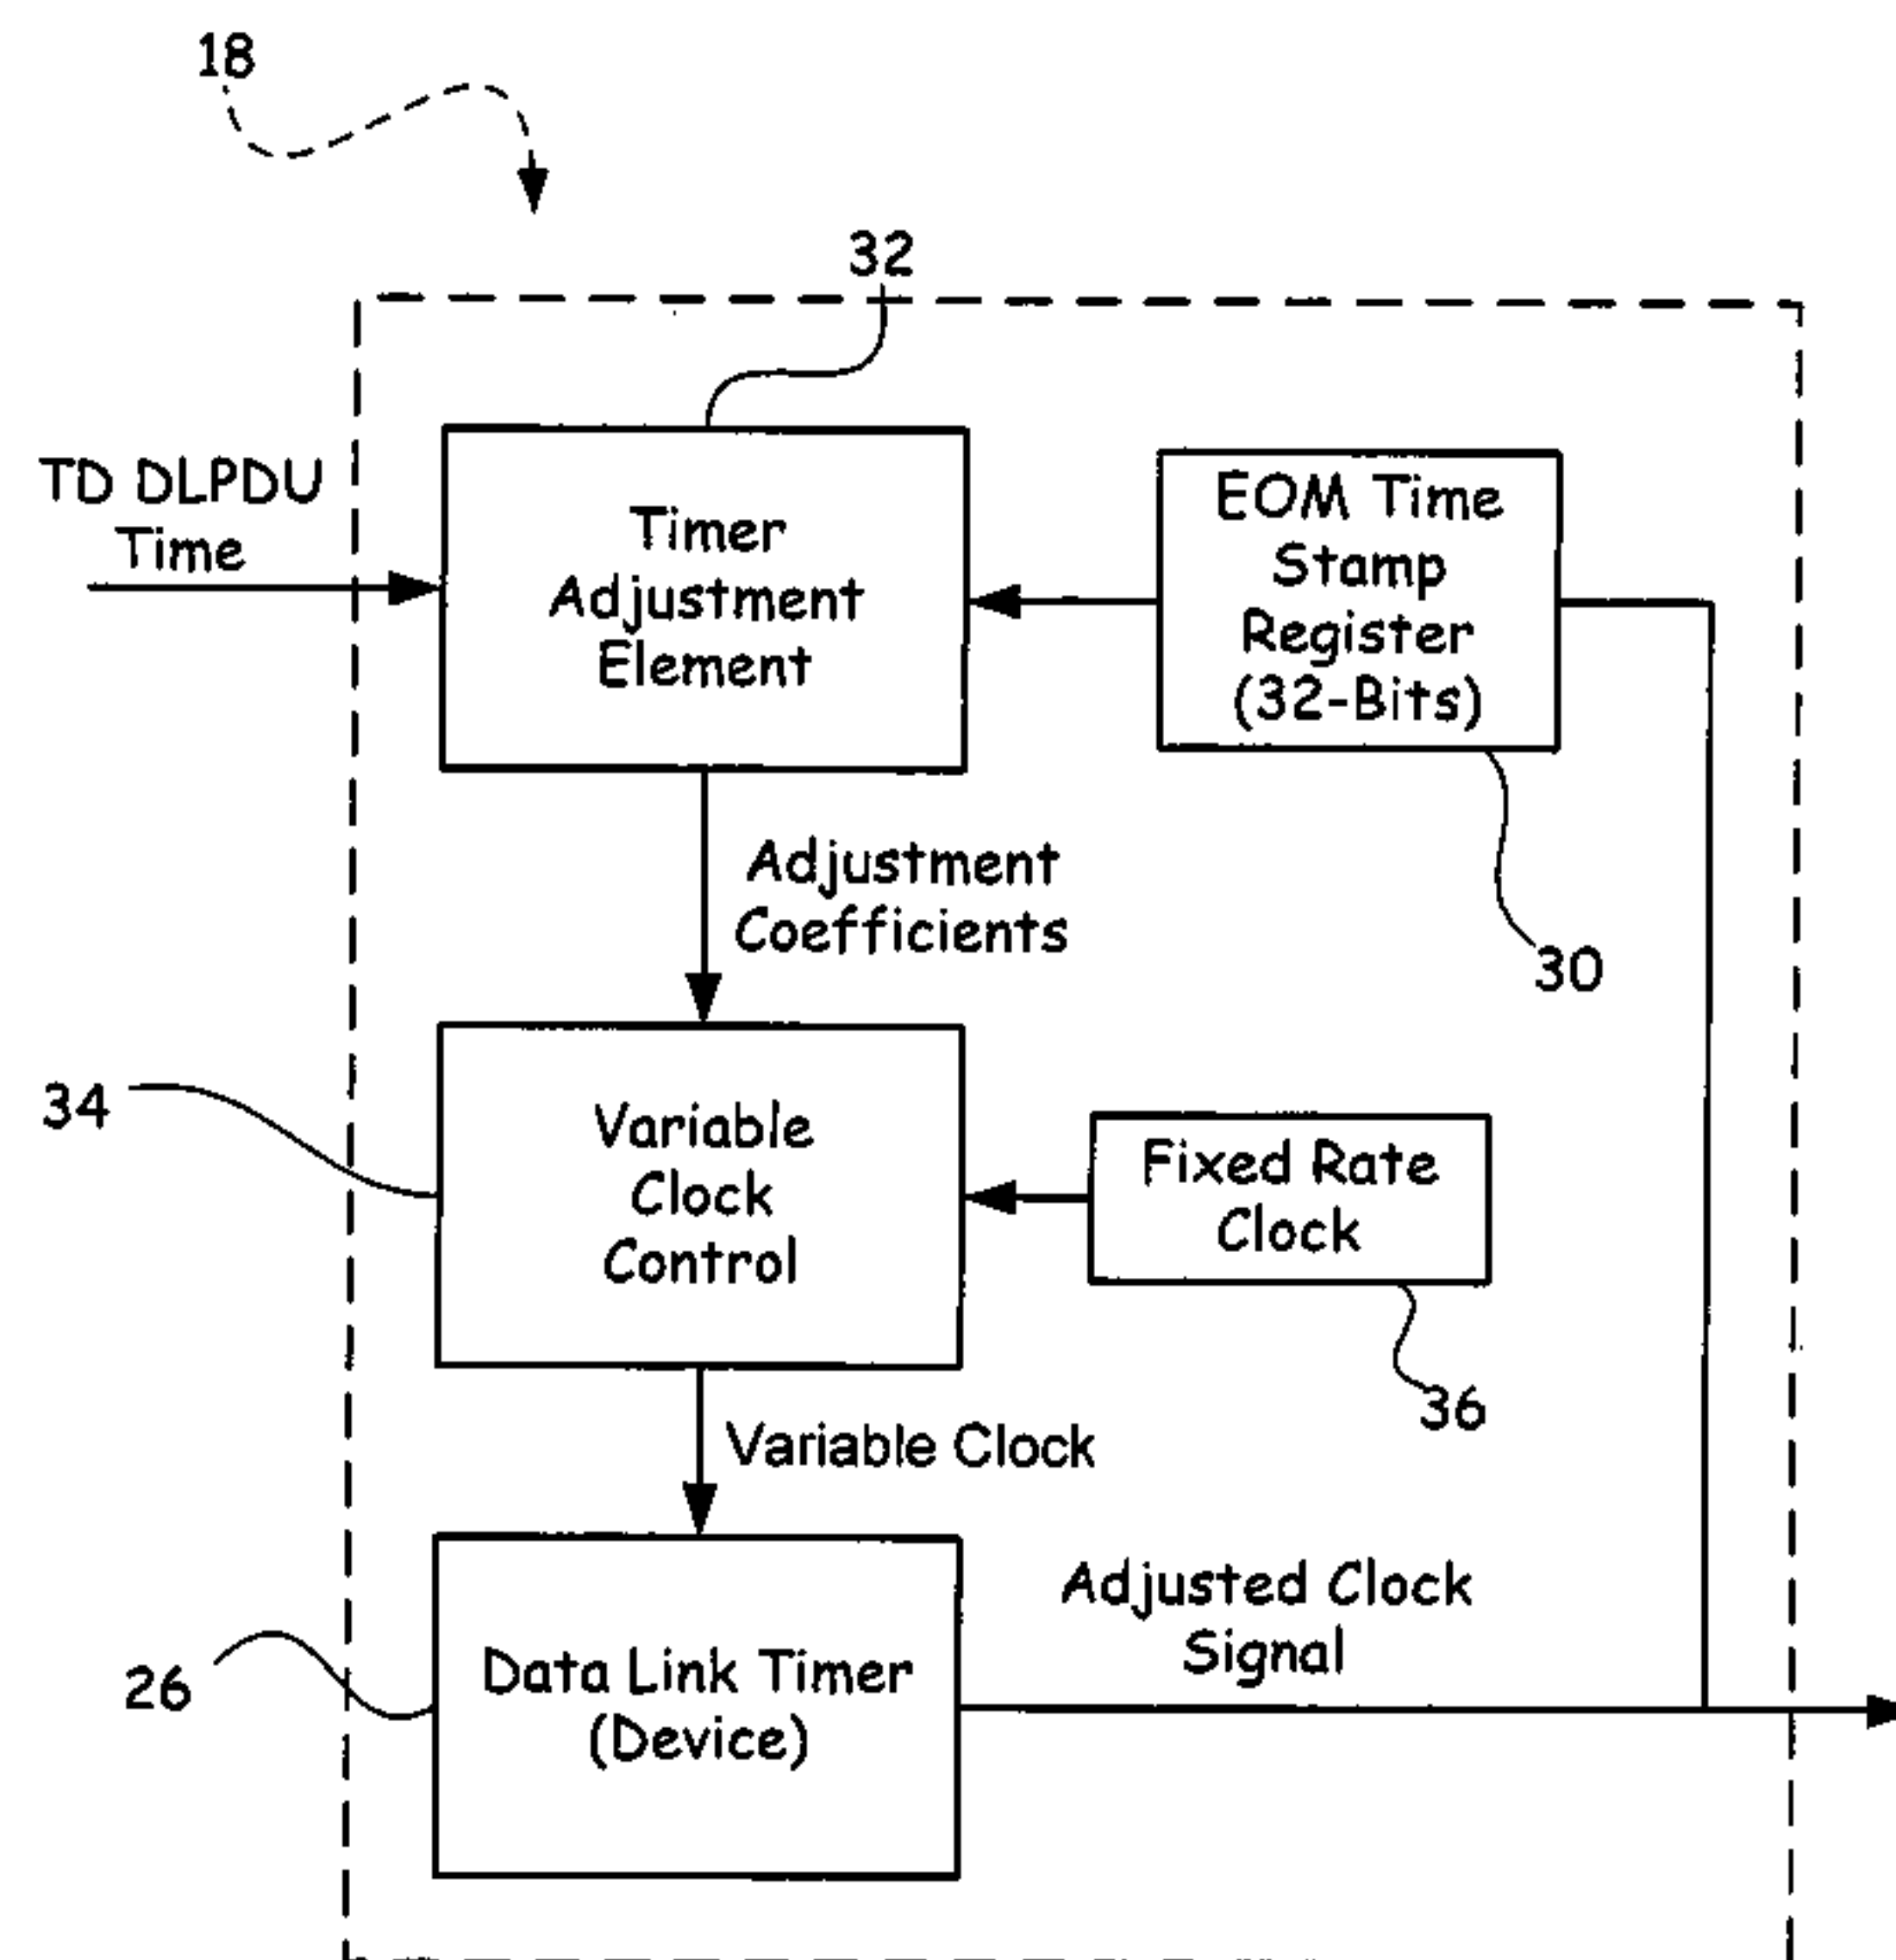 18
32
TD DLPDU
Time
Timer
Adjustment
Element
EOM Time
Stamp
Register
(32-Bits)
Adjustment
Coefficients
30
34
Variable
Clock
Control
Fixed Rate
Clock
36
Variable Clock
26
Data Link Timer
(Device)
Adjusted Clock
Signal